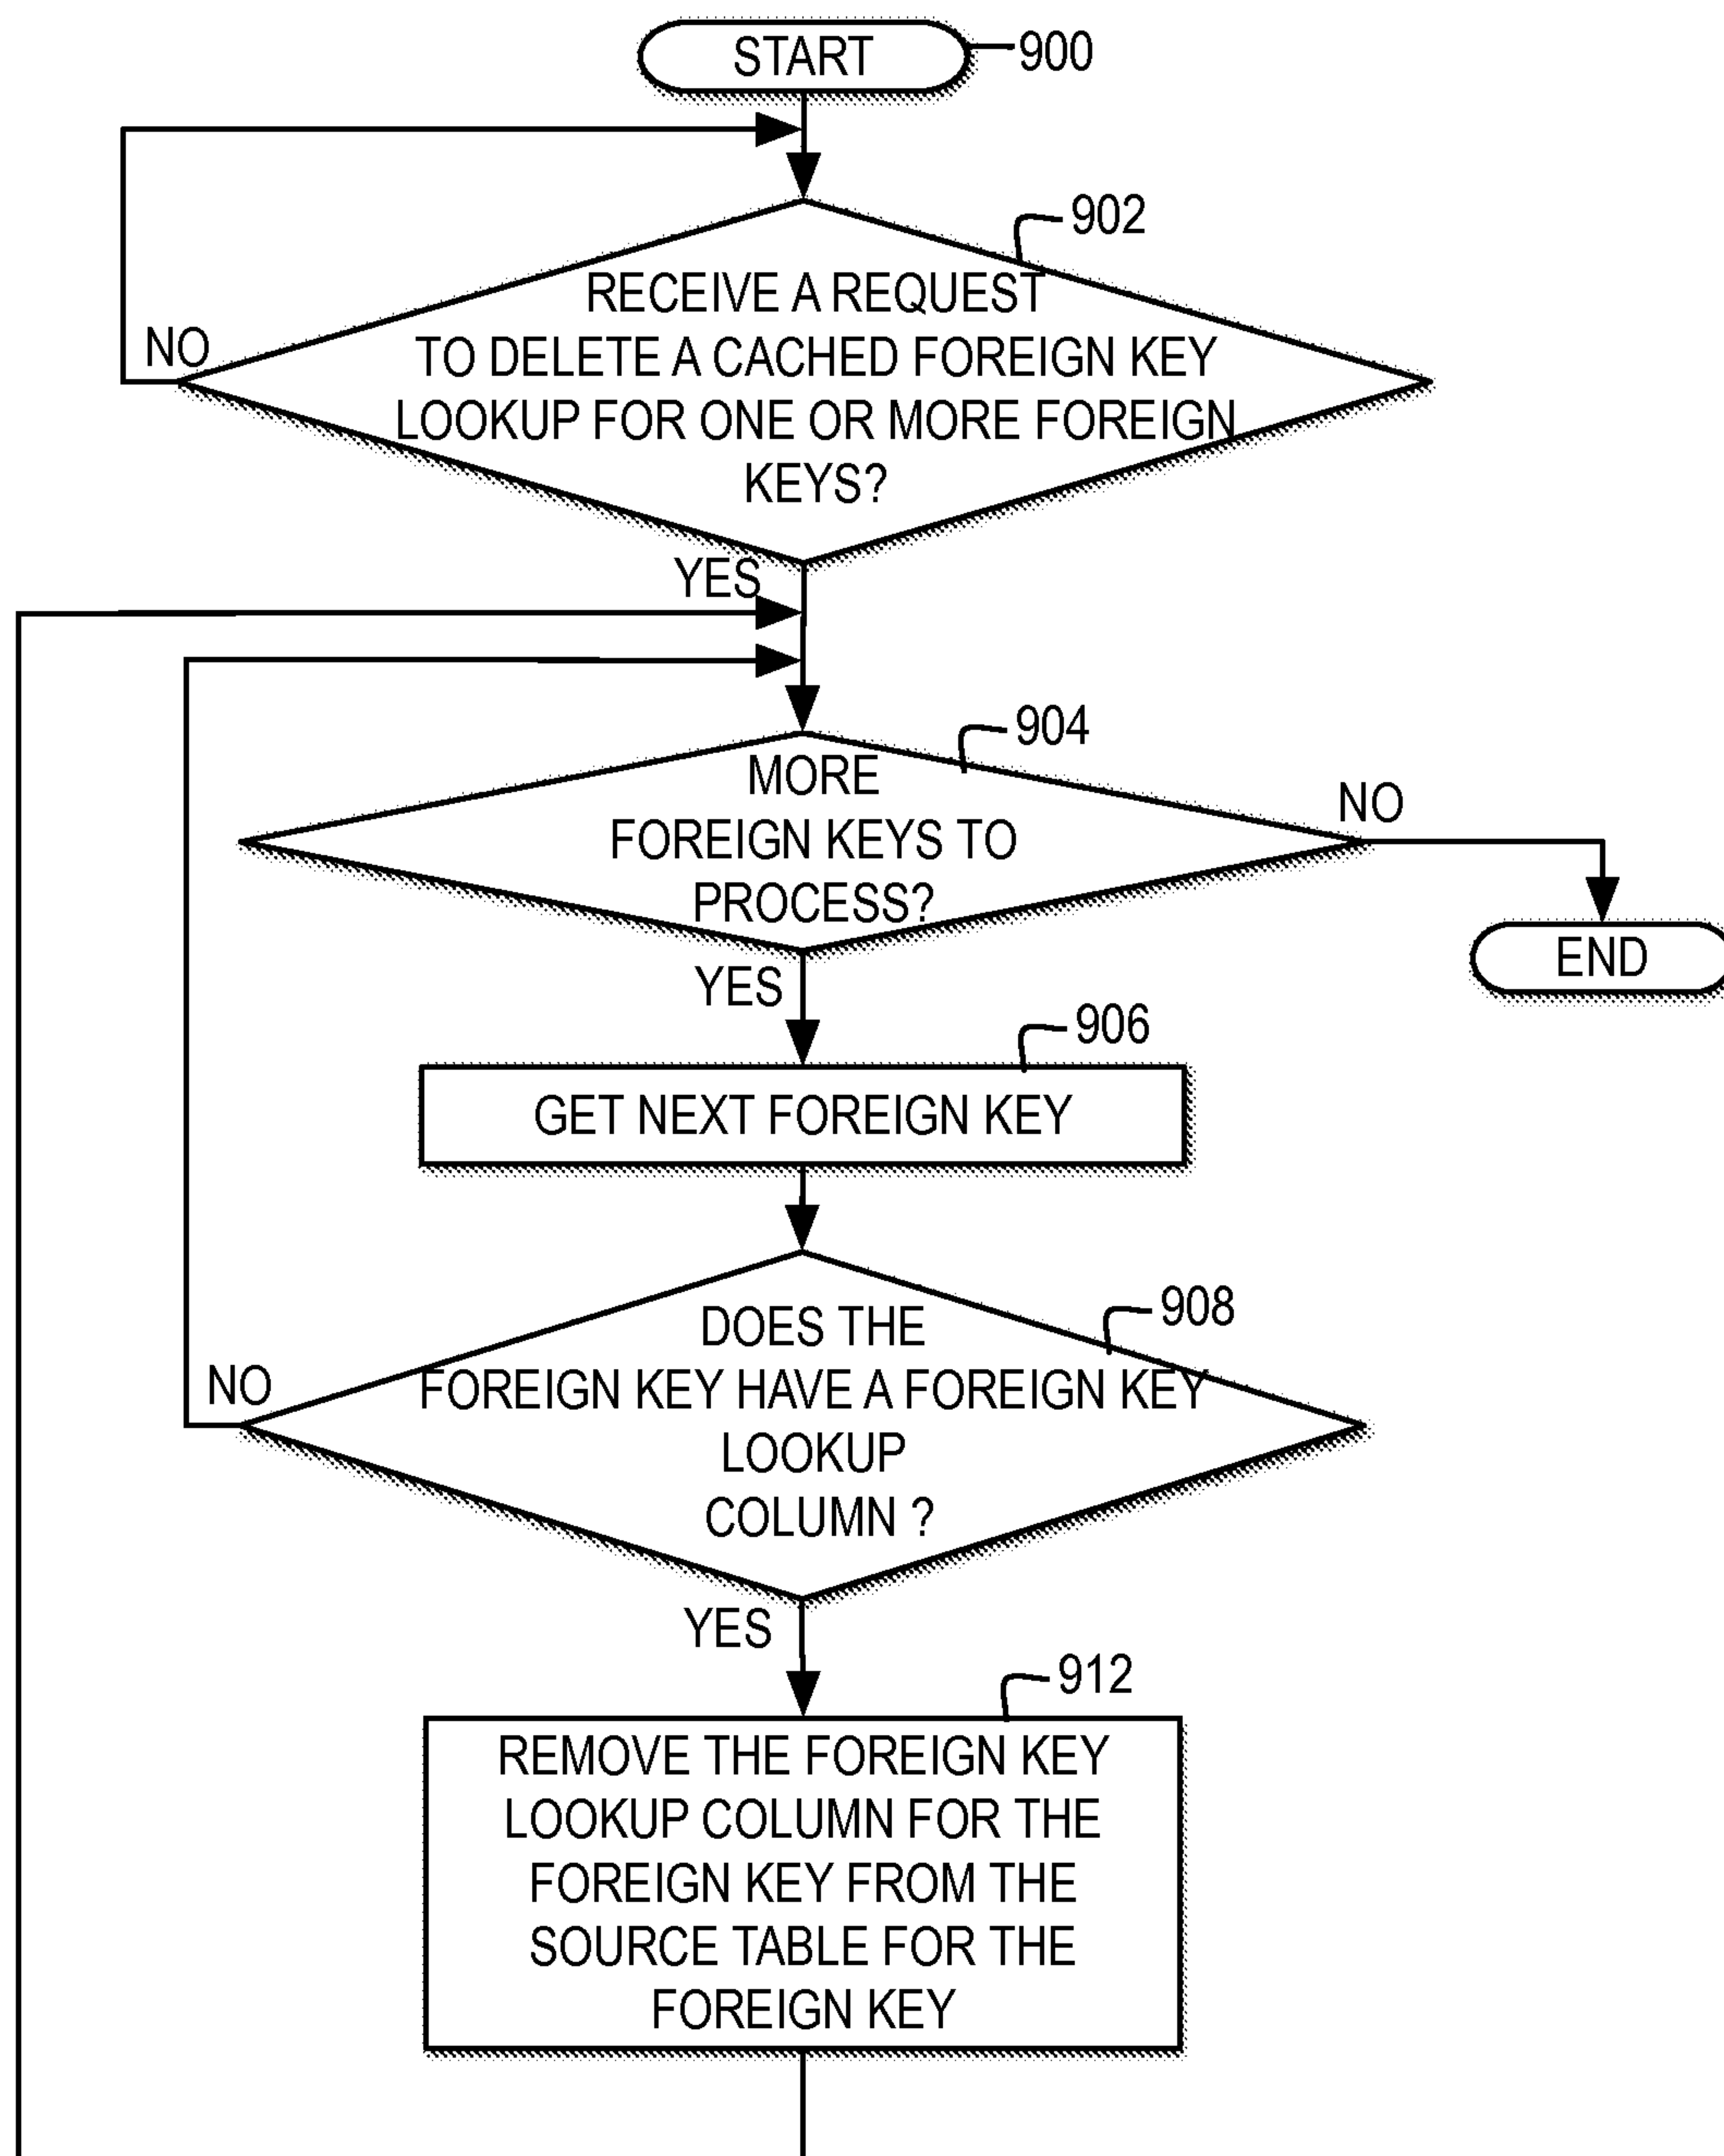 START
900
902
RECEIVE A REQUEST
TO DELETE A CACHED FOREIGN KEY
LOOKUP FOR ONE OR MORE FOREIGN
KEYS?
NO
YES
904
MORE
FOREIGN KEYS TO
PROCESS?
NO
END
YES
906
GET NEXT FOREIGN KEY
908
DOES THE
FOREIGN KEY HAVE A FOREIGN KEY
LOOKUP
COLUMN ?
NO
YES
912
REMOVE THE FOREIGN KEY
LOOKUP COLUMN FOR THE
FOREIGN KEY FROM THE
SOURCE TABLE FOR THE
FOREIGN KEY